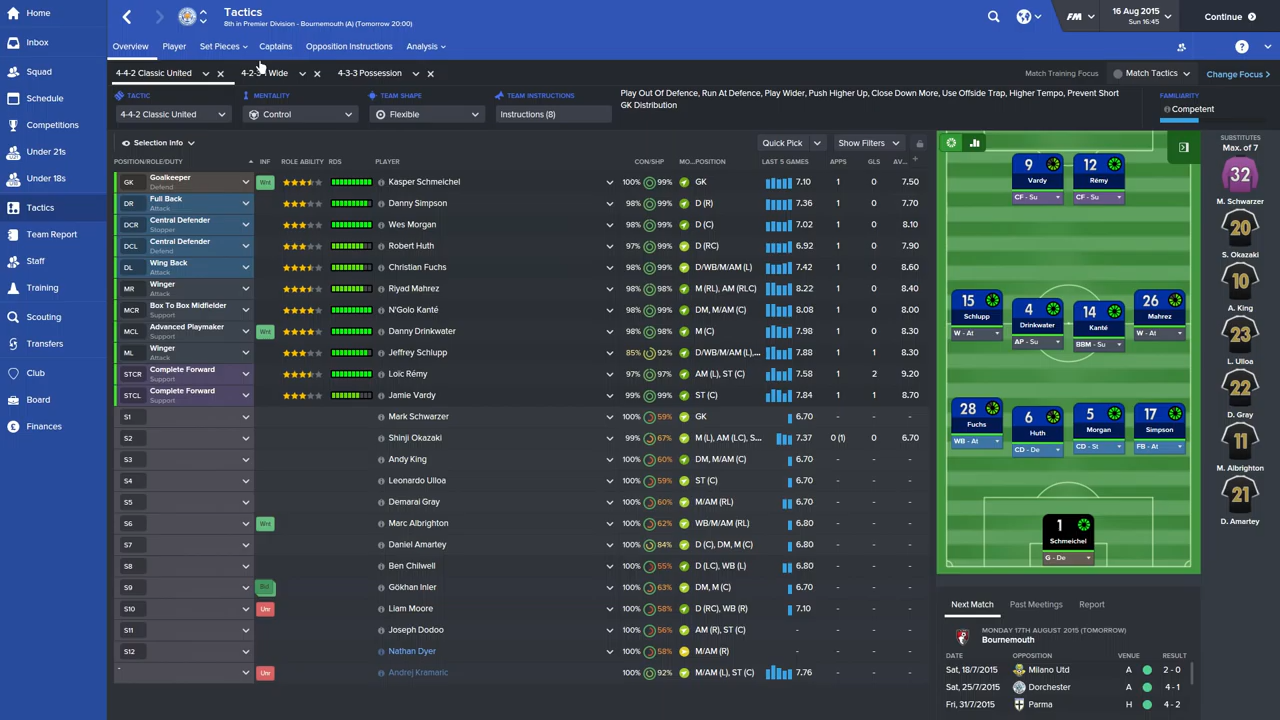 Home
Inbox
Squad
Schedule
Competitions
Under 21s
Under 18s
Tactics
Team Report
Staff
Training
Scouting
Transfers
Club
Board
Finances
Tactics
8th in Premier Division - Bournemouth (A) (Tomorrow 20:00)
FM
16 Aug 2015
Sun 16:45
Continue
Overview Player Set Pieces Captains Opposition Instructions Analysis
4-4-2 Classic United
4-3-3 Possession
Match Training Focus
Match Tactics
Change Focus >
TACTIC
4-4-2 Classic United
MENTALITY
Control
TEAM SHAPE
Flexible
TEAM INSTRUCTIONS
Instructions (8)
Play Out Of Defence, Run At Defence, Play Wider, Push Higher Up, Close Down More, Use Offside Trap, Higher Tempo, Prevent Short
GK Distribution
FAMILIARITY
Competent
Selection Info
Quick Pick
Show Filters
POSITION/ROLE/DUTY INF ROLE ABILITY RDS PLAYER CON/SHP MO... POSITION LAST 5 GAMES APPS GLS AV...
GK Goalkeeper Defend Wnt Kasper Schmeichel 100% 99% GK 7.10 1 0 7.50
DR Full Back Attack Danny Simpson 98% 99% D (R) 7.36 1 0 7.70
DCR Central Defender Stopper Wes Morgan 98% 99% D (C) 7.02 1 0 8.10
DCL Central Defender Defend Robert Huth 97% 99% D (RC) 6.92 1 0 7.90
DL Wing Back Attack Christian Fuchs 98% 99% D/WB/M/AM (L) 7.42 1 0 8.60
MR Winger Attack Riyad Mahrez 98% 98% M (RL), AM (RLC) 8.22 1 0 8.40
MCR Box To Box Midfielder Support N'Golo Kanté 98% 98% DM, M/AM (C) 8.08 1 0 8.00
MCL Advanced Playmaker Support Wnt Danny Drinkwater 98% 98% M (C) 7.98 1 0 8.30
ML Winger Attack Jeffrey Schlupp 85% 92% D/WB/M/AM (L),... 7.88 1 1 8.30
STCR Complete Forward Support Loïc Rémy 97% 97% AM (L), ST (C) 7.58 1 2 9.20
STCL Complete Forward Support Jamie Vardy 99% 99% ST (C) 7.84 1 1 8.70
S1 Mark Schwarzer 100% 59% GK 6.70 - - -
S2 Shinji Okazaki 99% 67% M (L), AM (LC), S... 7.37 0 (1) 0 6.70
S3 Andy King 100% 60% DM, M/AM (C) 6.70 - - -
S4 Leonardo Ulloa 100% 59% ST (C) 6.70 - - -
S5 Demarai Gray 100% 60% M/AM (RL) 6.70 - - -
S6 Wnt Marc Albrighton 100% 62% WB/M/AM (RL) 6.80 - - -
S7 Daniel Amartey 100% 84% D (C), DM, M (C) 6.80 - - -
S8 Ben Chilwell 100% 55% D (LC), WB (L) 6.80 - - -
S9 Bid Gökhan Inler 100% 63% DM, M (C) 6.70 - - -
S10 Unr Liam Moore 100% 58% D (RC), WB (R) 7.10 - - -
S11 Joseph Dodoo 100% 56% AM (R), ST (C) - - - -
S12 Nathan Dyer 100% 58% M/AM (R) - - - -
- Unr Andrej Kramaric 100% 92% M/AM (L), ST (C) 7.76 - - -
9 12
Vardy Rémy
CF - Su CF - Su
15 4 14 26
Schlupp Drinkwater Kanté Mahrez
W - At AP - Su BBM - Su W - At
28 6 5 17
Fuchs Huth Morgan Simpson
WB - At CD - De CD - St FB - At
1
Schmeichel
G - De
SUBSTITUTES
Max. of 7
32
M. Schwarzer
20
S. Okazaki
10
A. King
23
L. Ulloa
22
D. Gray
11
M. Albrighton
21
D. Amartey
Next Match Past Meetings Report
MONDAY 17TH AUGUST 2015 (TOMORROW)
Bournemouth
DATE OPPOSITION VENUE RESULT
Sat, 18/7/2015 Milano Utd A 2 - 0
Sat, 25/7/2015 Dorchester A 4 - 1
Fri, 31/7/2015 Parma H 4 - 2